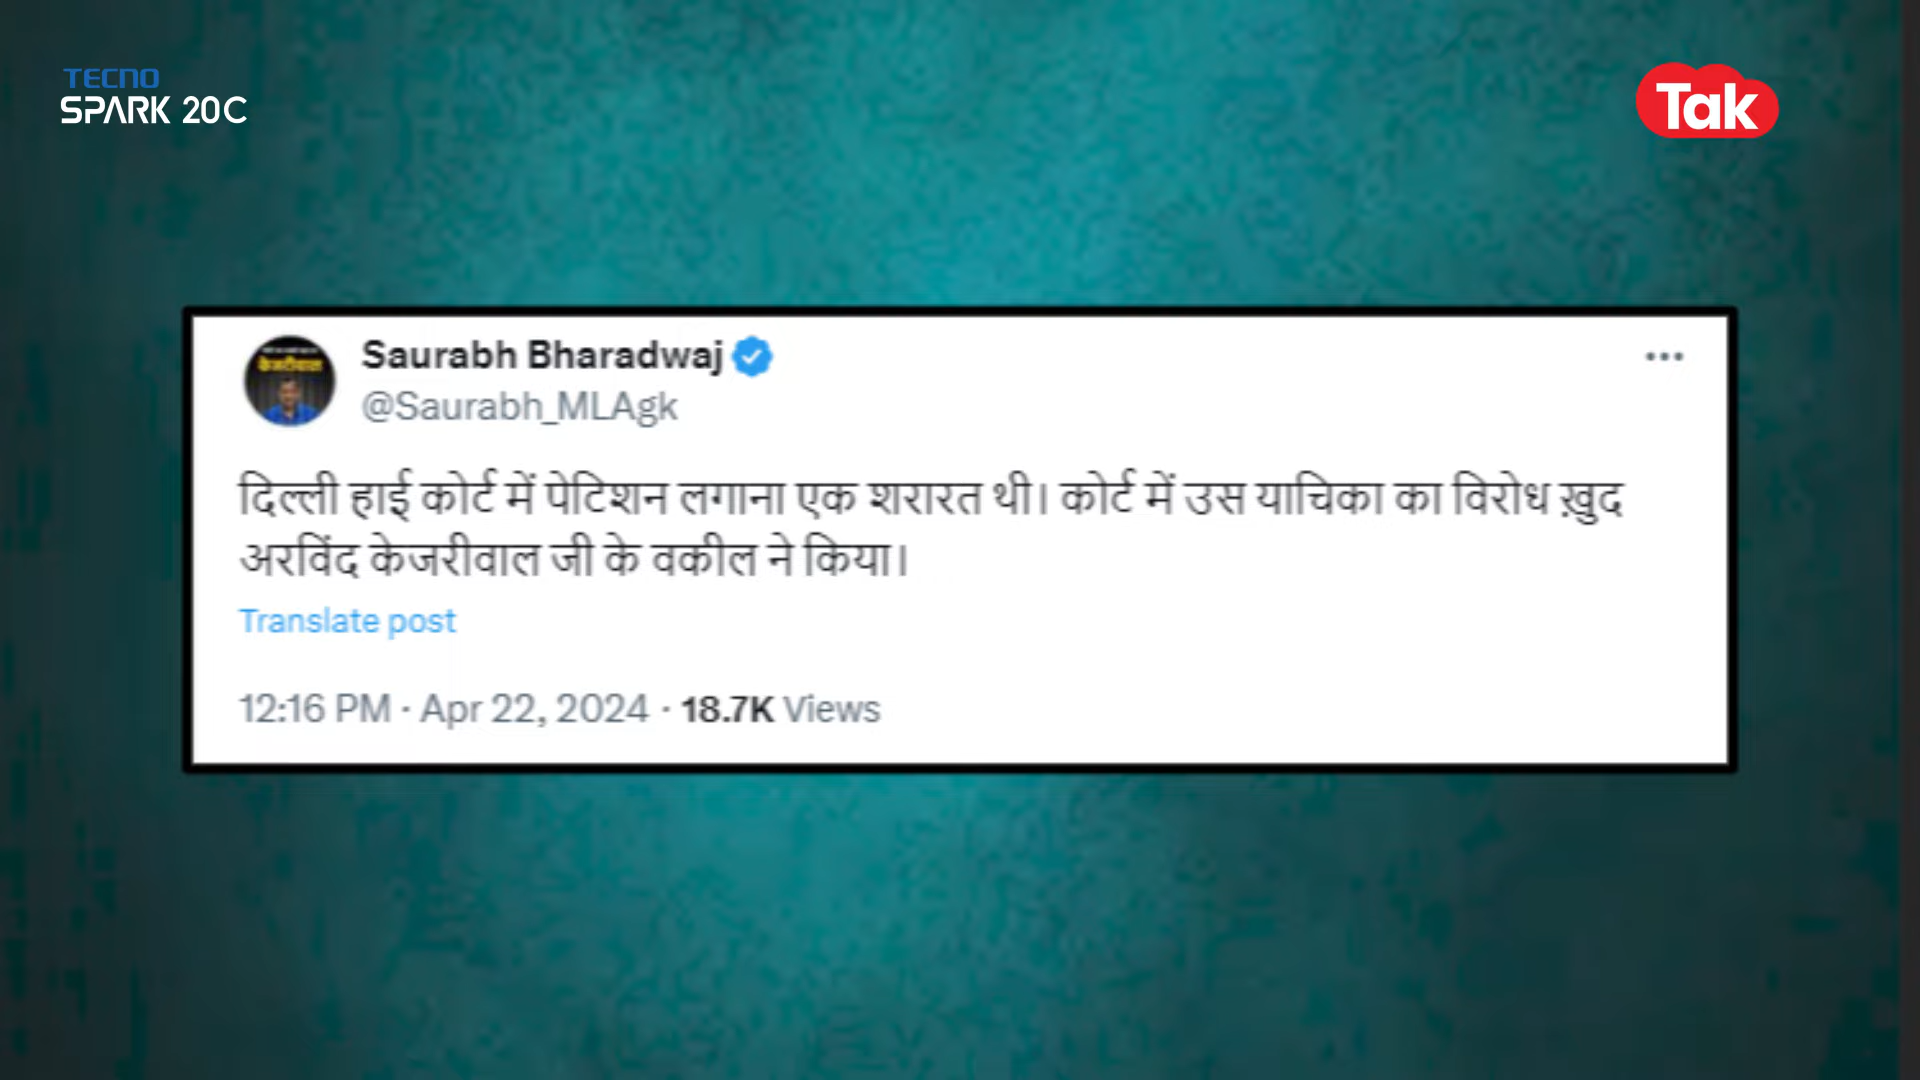 TECNO
SPARK 20C
Tak
Saurabh Bharadwaj
@Saurabh_MLAgk
दिल्ली हाई कोर्ट में पेटिशन लगाना एक शरारत थी। कोर्ट में उस याचिका का विरोध ख़ुद
अरविंद केजरीवाल जी के वकील ने किया।
Translate post
12:16 PM · Apr 22, 2024 · 18.7K Views